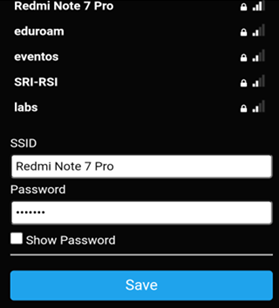 Redmi Note 7 Pro
eduroam
eventos
SRI-RSI
labs
SSID
Redmi Note 7 Pro
Password
•••••••
Show Password
Save